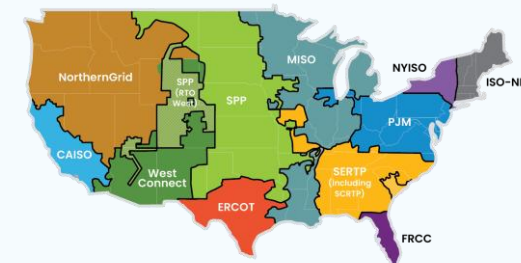 NorthernGrid
SPP
(RTO
West)
SPP
MISO
NYISO
ISO-NE
PJM
CAISO
West
Connect
SERTP
(Including
SCRTP)
ERCOT
FRCC